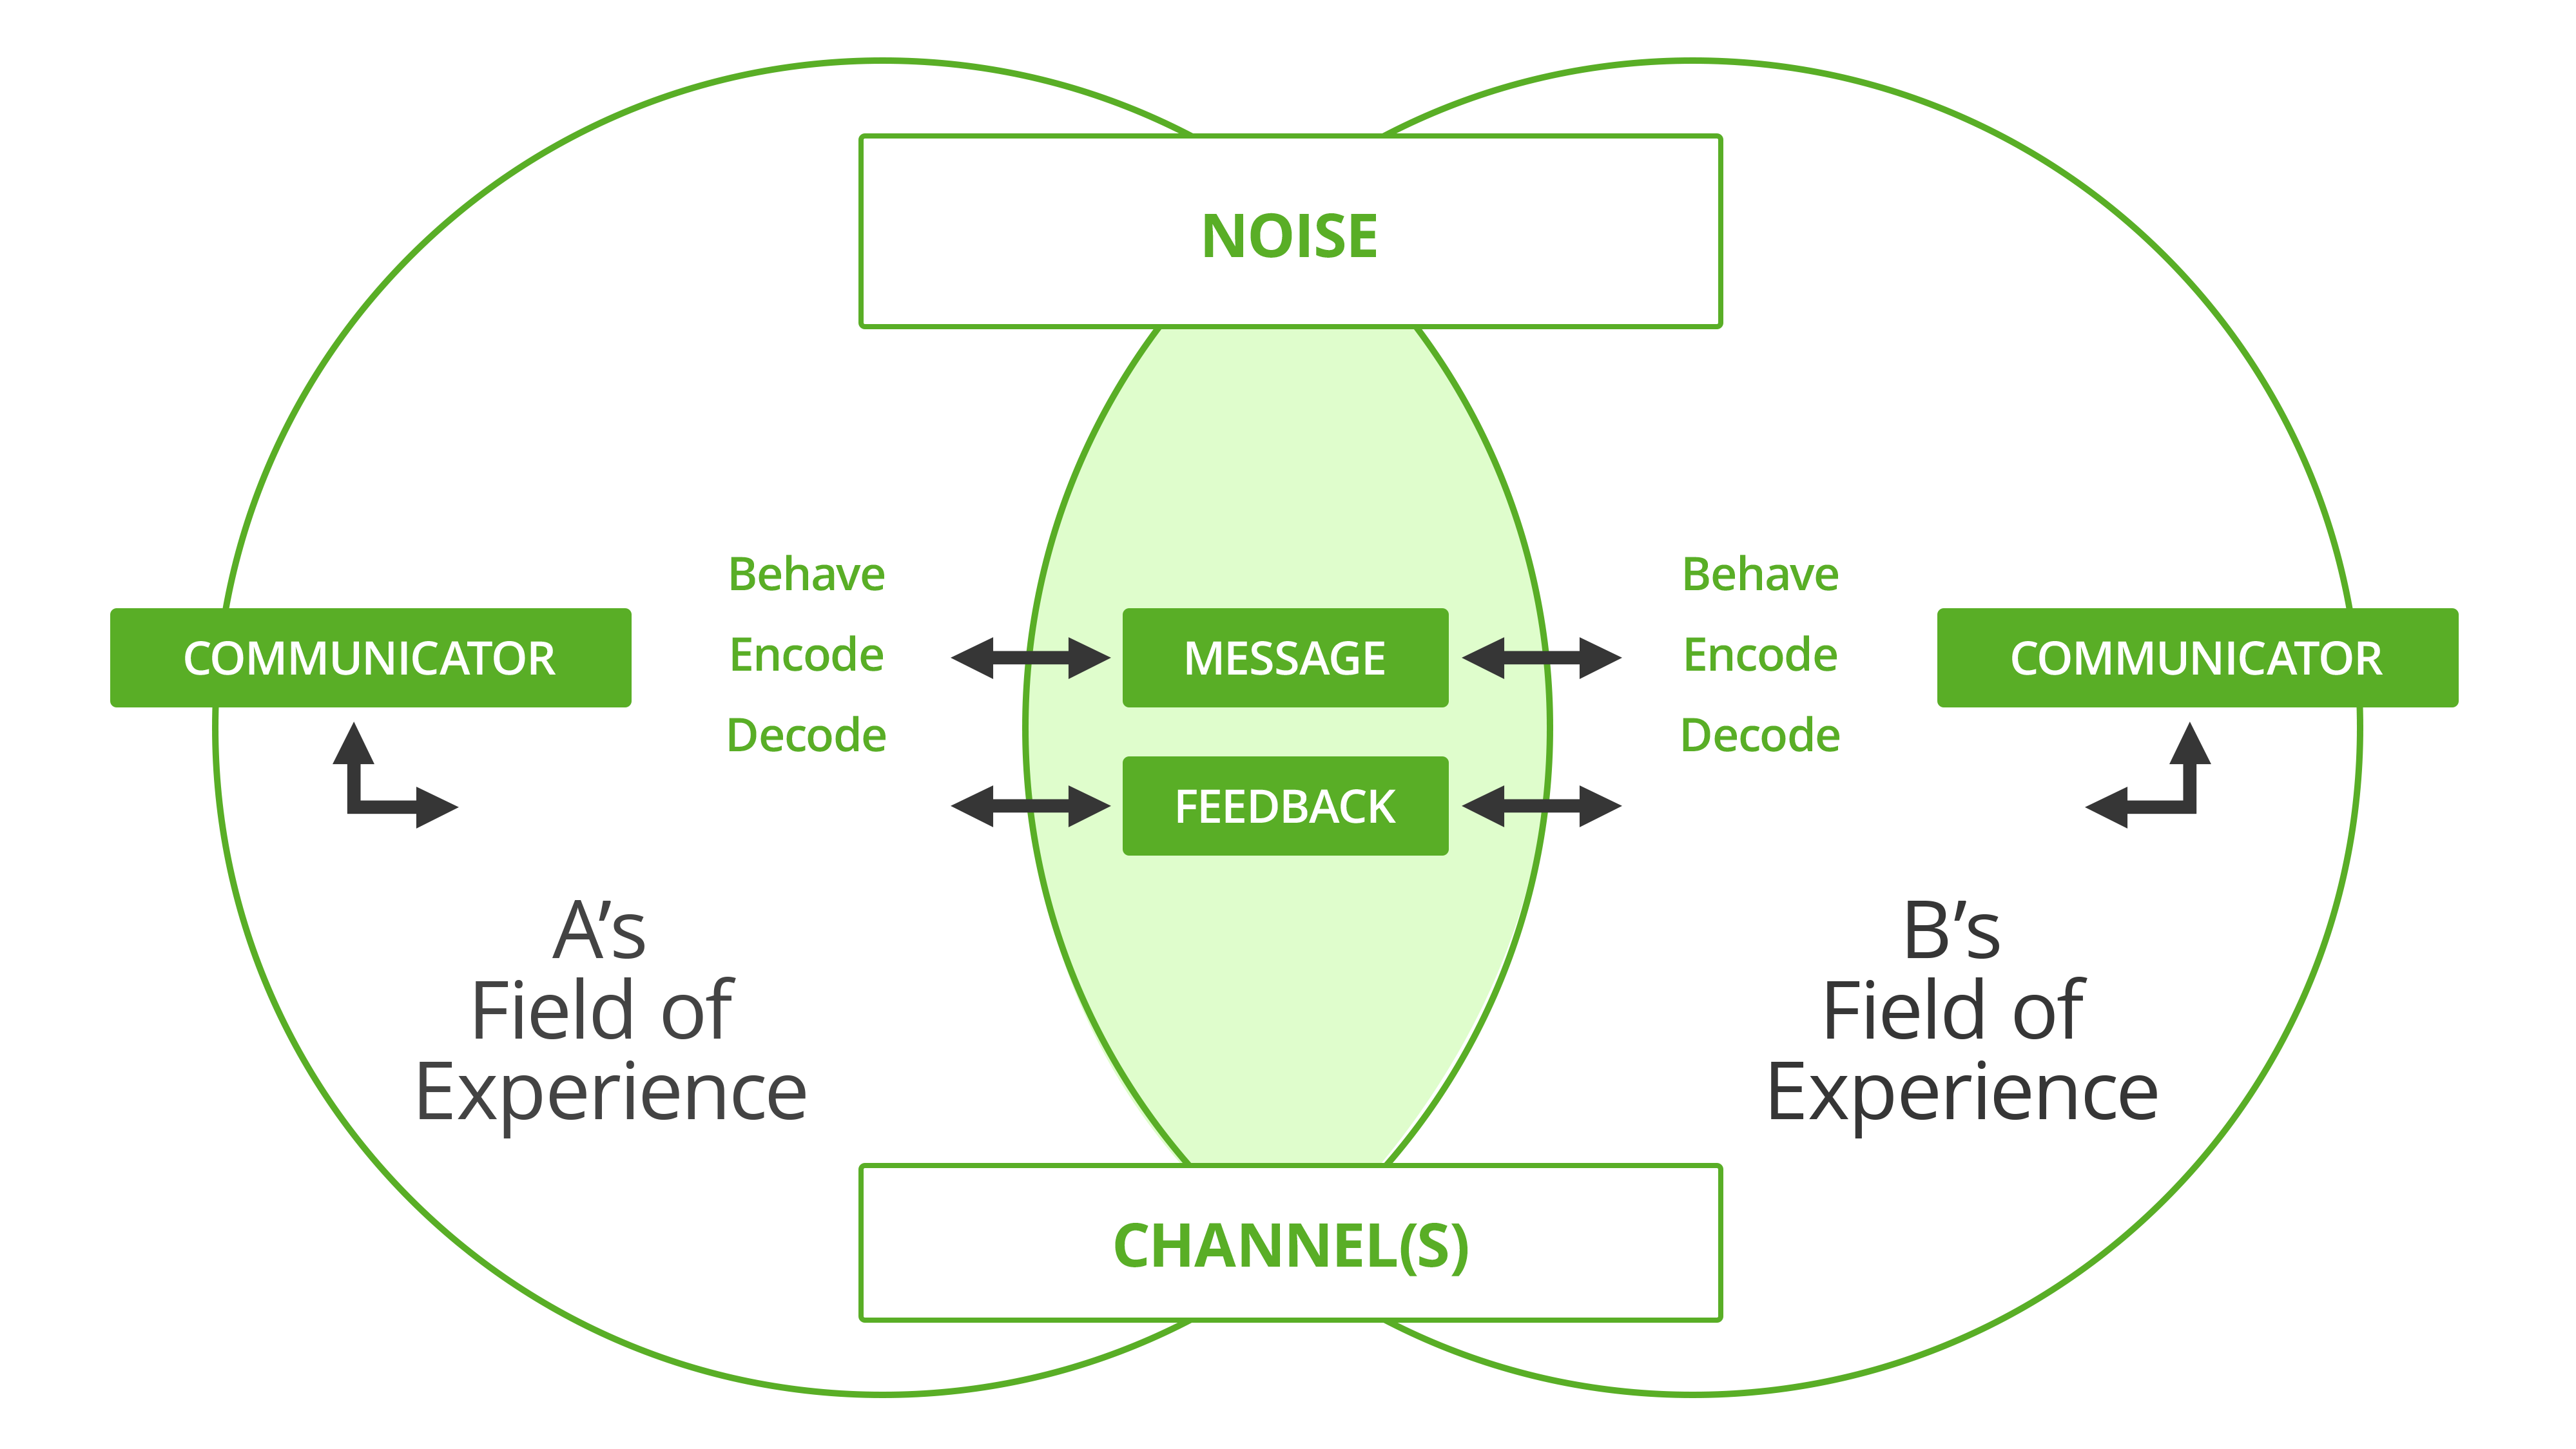 NOISE
Behave
Encode
Decode
COMMUNICATOR
MESSAGE
FEEDBACK
Behave
Encode
Decode
COMMUNICATOR
A’s
Field of
Experience
B’s
Field of
Experience
CHANNEL(S)